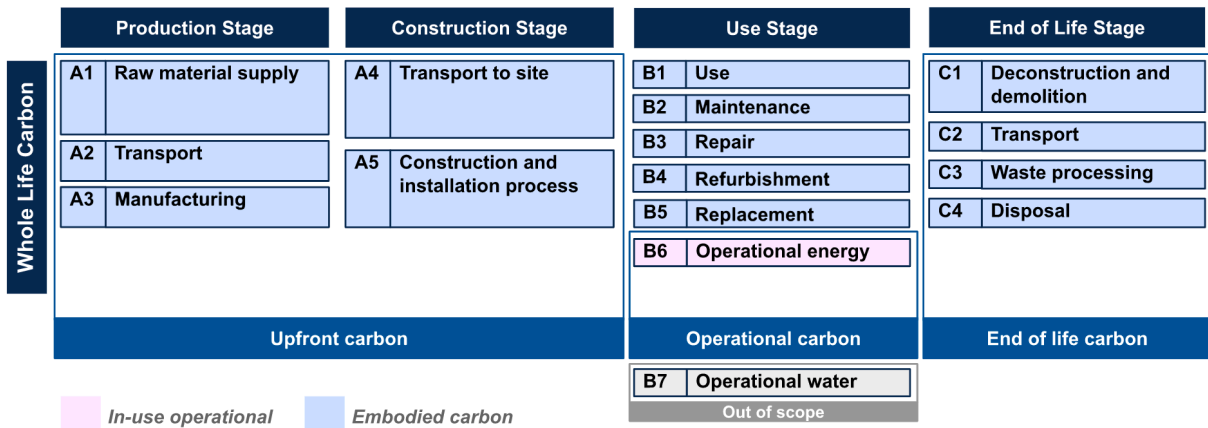 Production Stage
Construction Stage
Use Stage
End of Life Stage
Whole Life Carbon
A1 Raw material supply
A2 Transport
A3 Manufacturing
A4 Transport to site
A5 Construction and
installation process
B1 Use
B2 Maintenance
B3 Repair
B4 Refurbishment
B5 Replacement
B6 Operational energy
C1 Deconstruction and
demolition
C2 Transport
C3 Waste processing
C4 Disposal
Upfront carbon
Operational carbon
End of life carbon
B7 Operational water
Out of scope
In-use operational
Embodied carbon